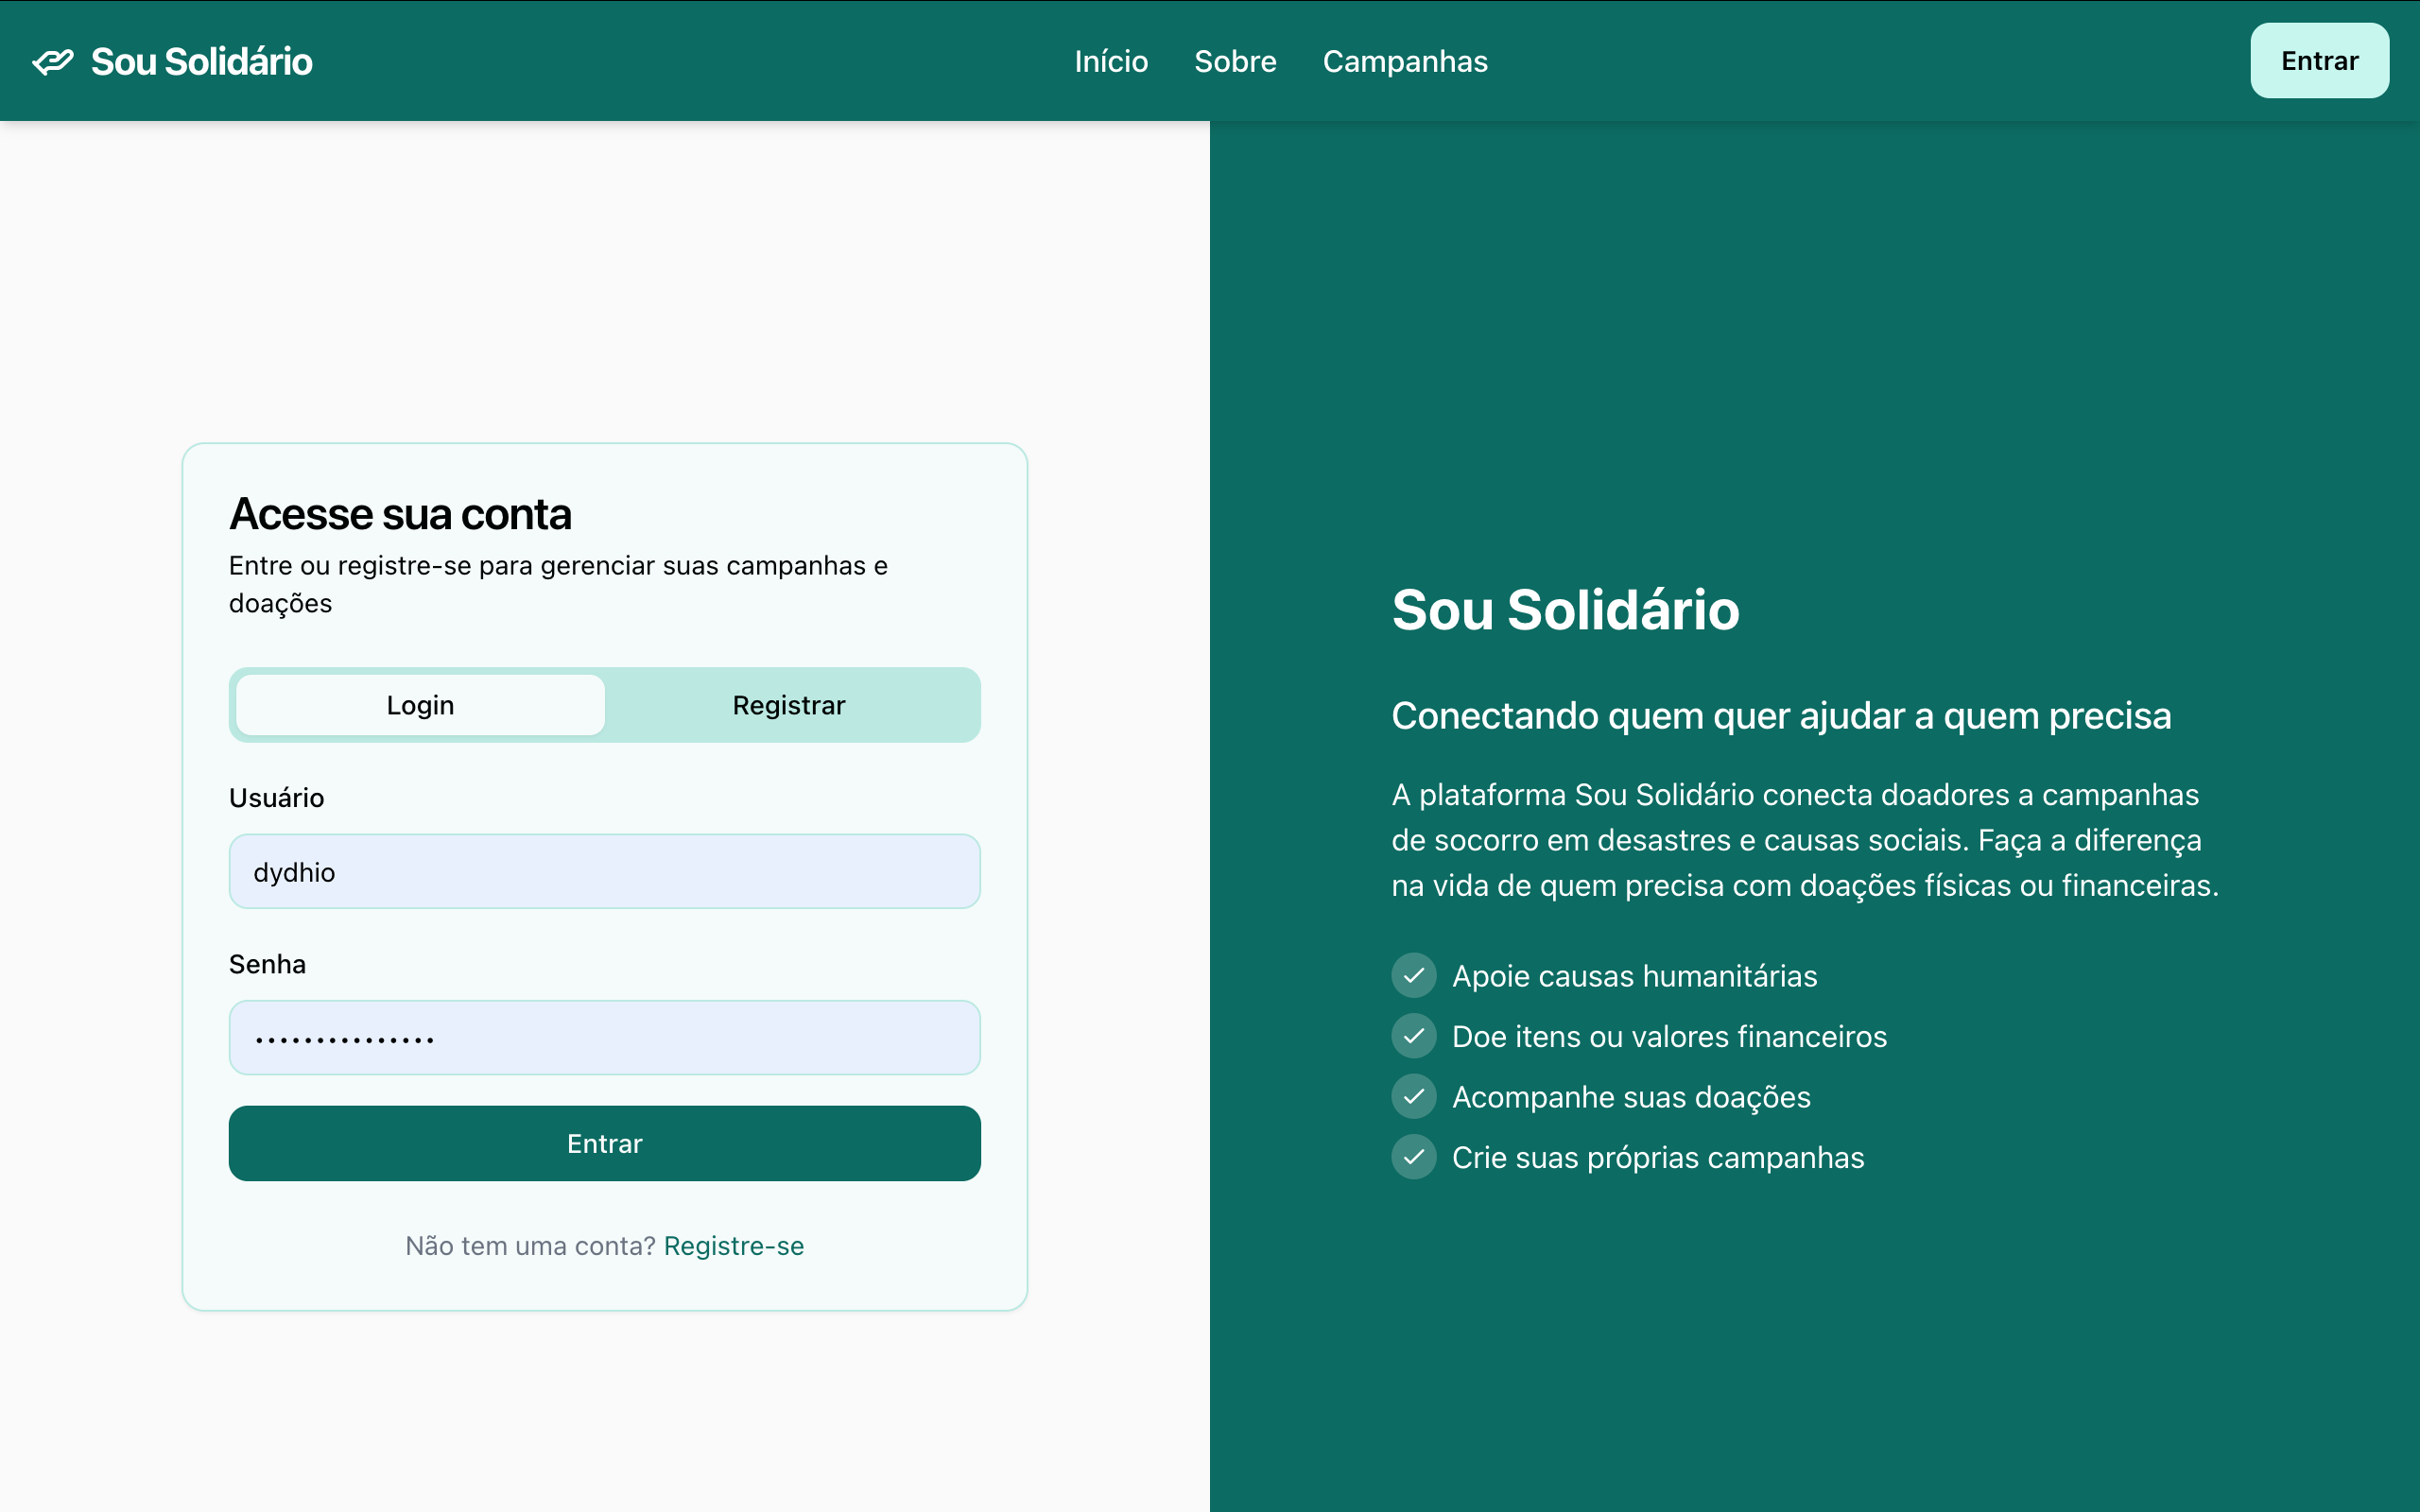 Sou Solidário
Início
Sobre
Campanhas
Entrar
Acesse sua conta
Entre ou registre-se para gerenciar suas campanhas e
doações
Login
Registrar
Usuário
dydhio
Senha
•••••••••••••••
Entrar
Não tem uma conta? Registre-se
Sou Solidário
Conectando quem quer ajudar a quem precisa
A plataforma Sou Solidário conecta doadores a campanhas
de socorro em desastres e causas sociais. Faça a diferença
na vida de quem precisa com doações físicas ou financeiras.
Apoie causas humanitárias
Doe itens ou valores financeiros
Acompanhe suas doações
Crie suas próprias campanhas